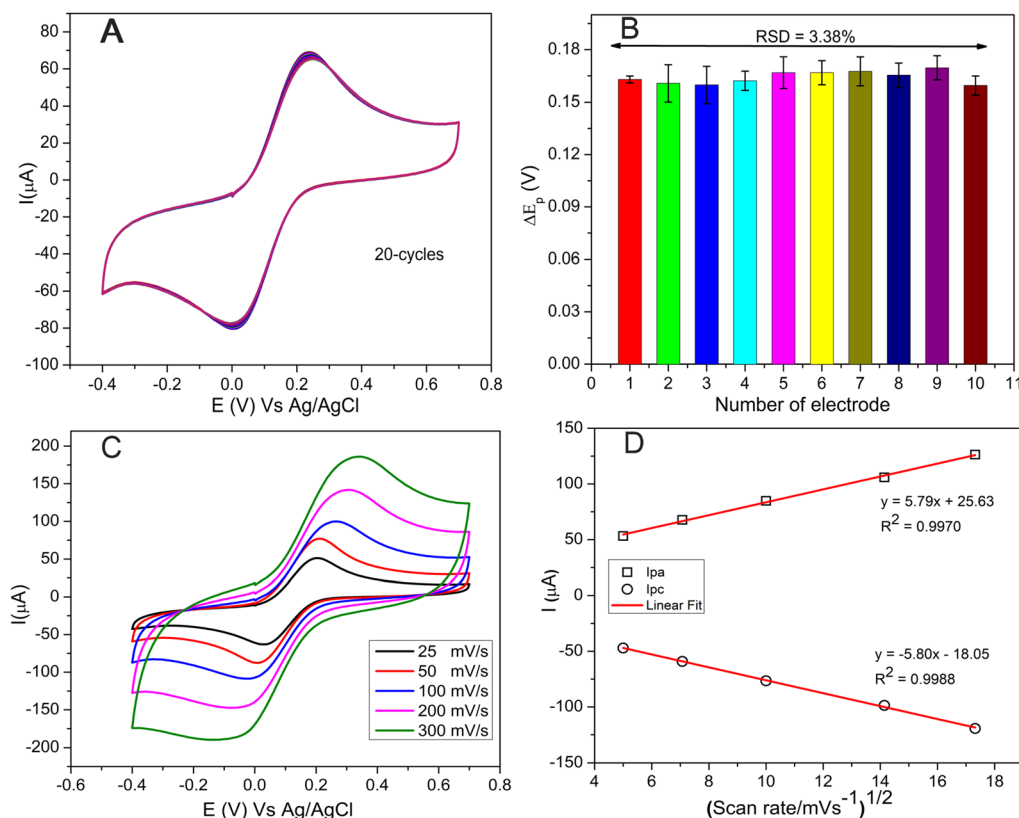 A
I(μA)
80
60
40
20
0
-20
-40
-60
-80
-100
20-cycles
-0.4 -0.2 0.0 0.2 0.4 0.6 0.8
E (V) Vs Ag/AgCl
B
RSD = 3.38%
ΔEp (V)
0.18
0.15
0.12
0.09
0.06
0.03
0.00
0 1 2 3 4 5 6 7 8 9 10 11
Number of electrode
C
I(μA)
200
150
100
50
0
-50
-100
-150
-200
25 mV/s
50 mV/s
100 mV/s
200 mV/s
300 mV/s
-0.6 -0.4 -0.2 0.0 0.2 0.4 0.6 0.8
E (V) Vs Ag/AgCl
D
I (μA)
150
100
50
0
-50
-100
-150
y = 5.79x + 25.63
R² = 0.9970
Ipa
Ipc
Linear Fit
y = -5.80x - 18.05
R² = 0.9988
4 6 8 10 12 14 16 18
(Scan rate/mVs⁻¹)¹/²